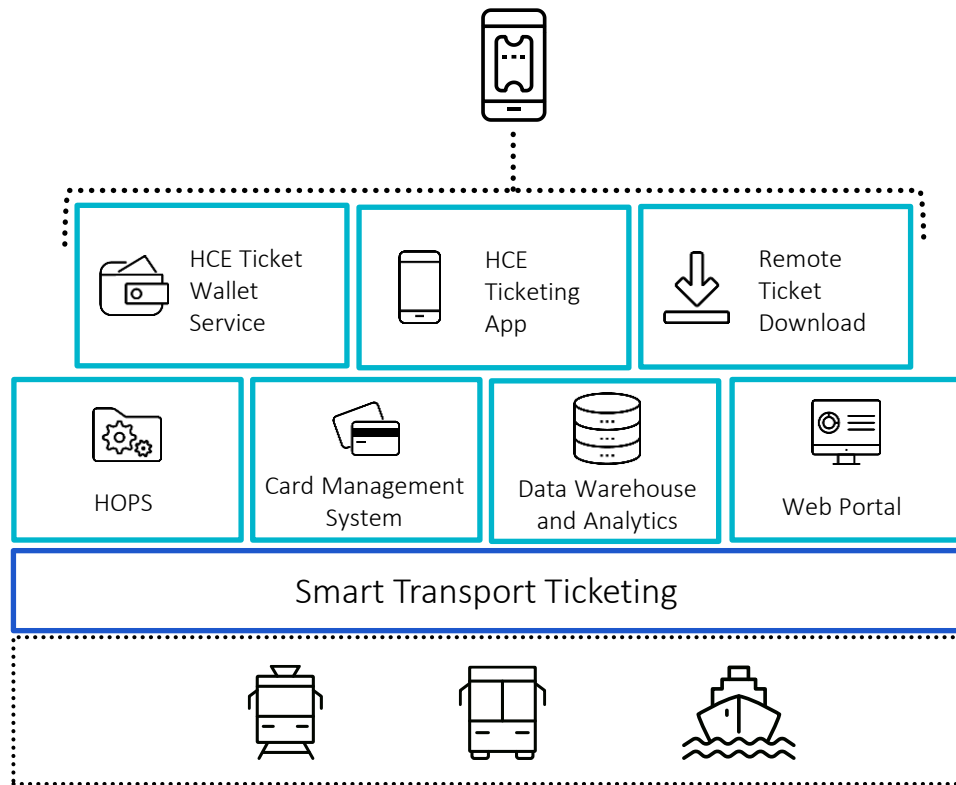 HCE Ticket
Wallet
Service
HCE
Ticketing
App
Remote
Ticket
Download
HOPS
Card Management
System
Data Warehouse
and Analytics
Web Portal
Smart Transport Ticketing